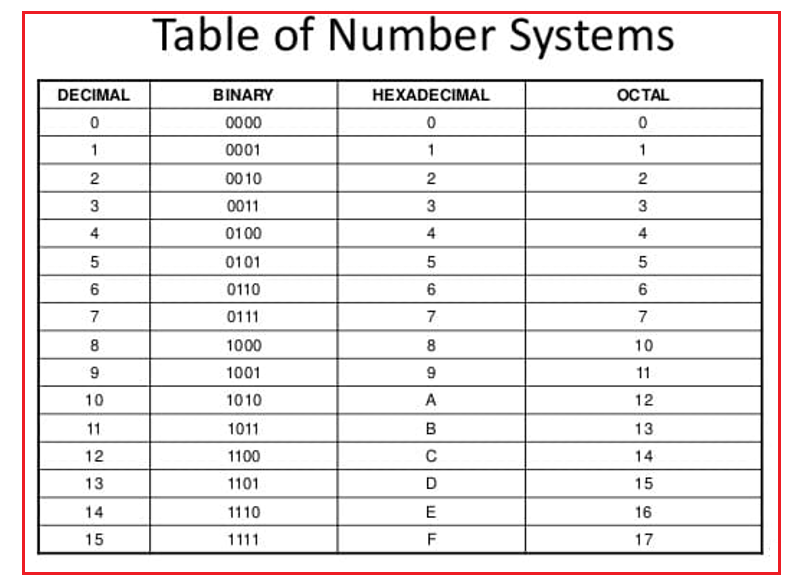 Table of Number Systems
DECIMAL BINARY HEXADECIMAL OCTAL
0 0000 0 0
1 0001 1 1
2 0010 2 2
3 0011 3 3
4 0100 4 4
5 0101 5 5
6 0110 6 6
7 0111 7 7
8 1000 8 10
9 1001 9 11
10 1010 A 12
11 1011 B 13
12 1100 C 14
13 1101 D 15
14 1110 E 16
15 1111 F 17